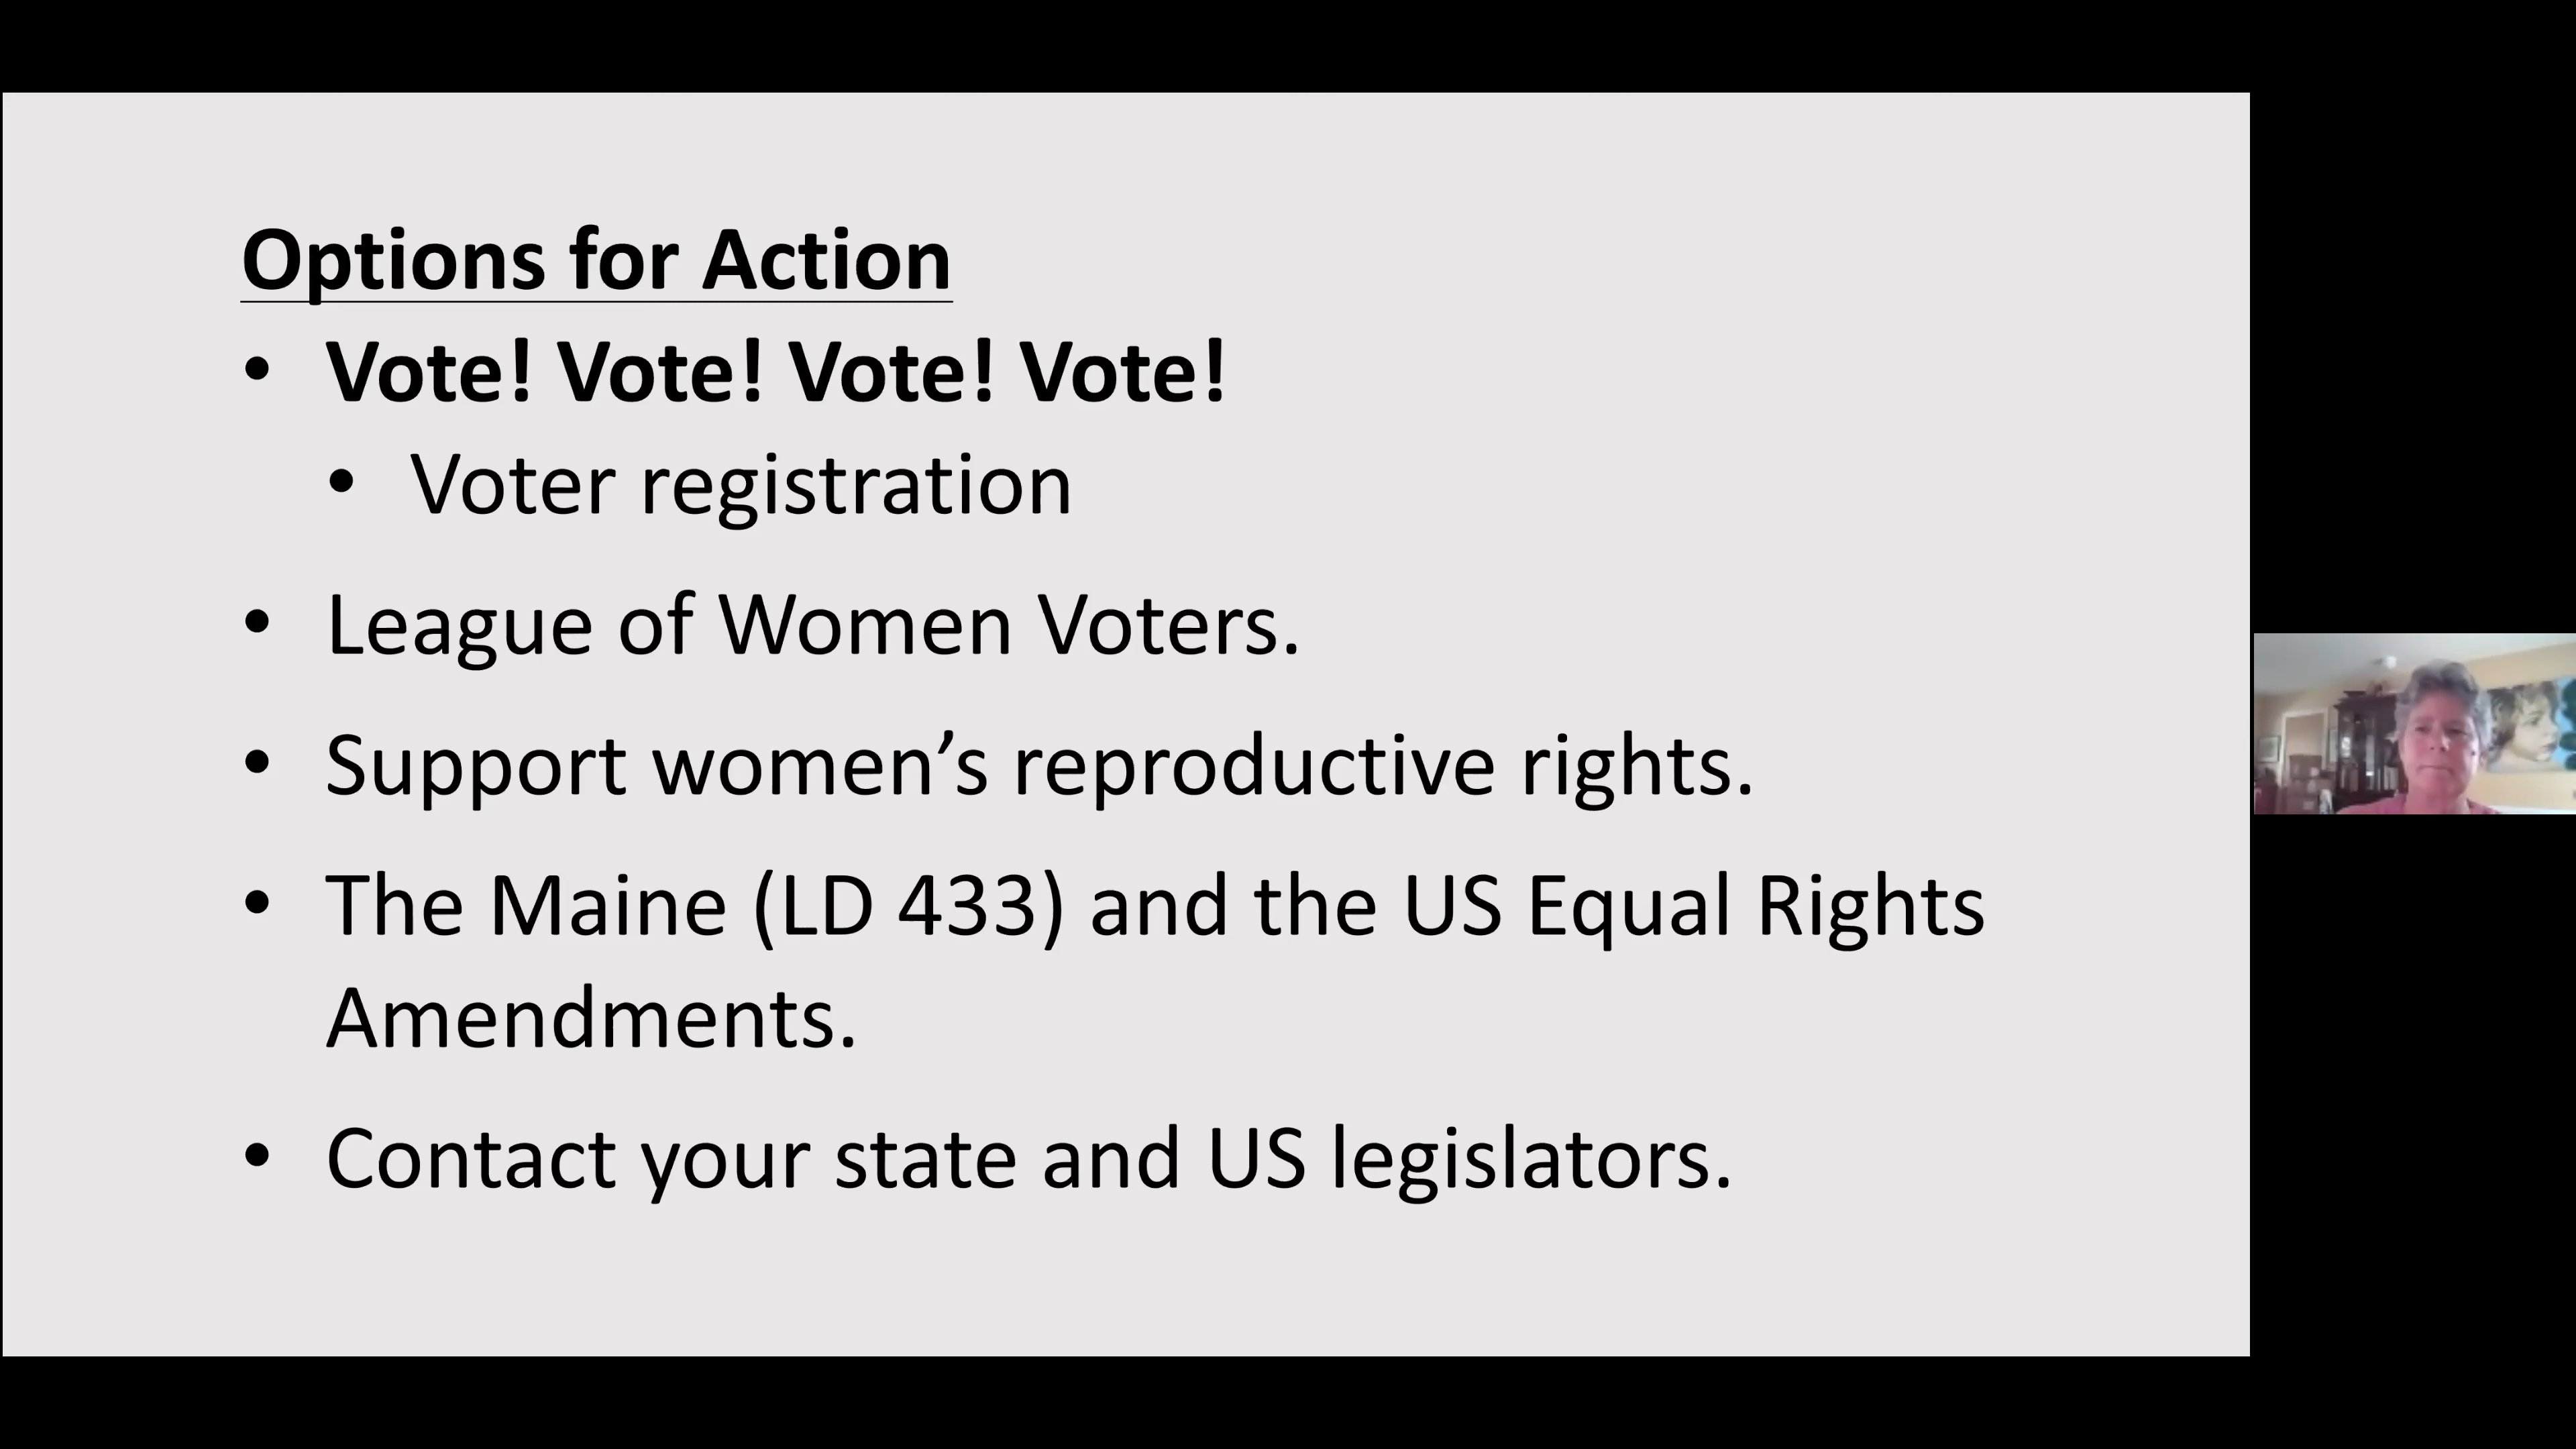 Options for Action
• Vote! Vote! Vote! Vote!
• Voter registration
• League of Women Voters.
• Support women’s reproductive rights.
• The Maine (LD 433) and the US Equal Rights
Amendments.
• Contact your state and US legislators.